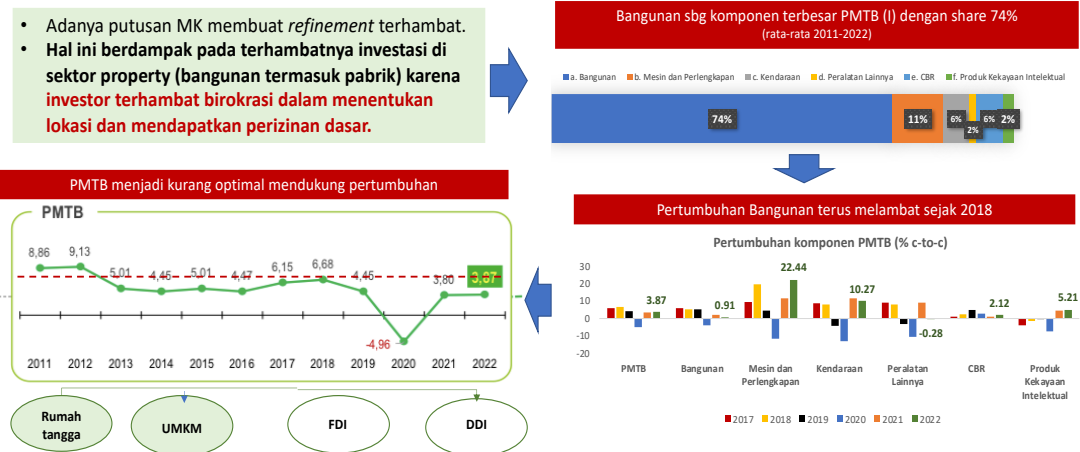 • Adanya putusan MK membuat refinement terhambat.
• Hal ini berdampak pada terhambatnya investasi di
sektor property (bangunan termasuk pabrik) karena
investor terhambat birokrasi dalam menentukan
lokasi dan mendapatkan perizinan dasar.
Bangunan sbg komponen terbesar PMTB (I) dengan share 74%
(rata-rata 2011-2022)
a. Bangunan b. Mesin dan Perlengkapan c. Kendaraan d. Peralatan Lainnya e. CBR f. Produk Kekayaan Intelektual
74% 11% 6% 2% 6% 2%
PMTB menjadi kurang optimal mendukung pertumbuhan
PMTB
8,86 9,13 5,01 4,45 5,01 4,47 6,15 6,68 4,45 -4,96 3,80 3,87
2011 2012 2013 2014 2015 2016 2017 2018 2019 2020 2021 2022
Rumah
tangga
UMKM
FDI
DDI
Pertumbuhan Bangunan terus melambat sejak 2018
Pertumbuhan komponen PMTB (% c-to-c)
30
20
10
0
-10
-20
3.87 0.91 22.44 10.27 -0.28 2.12 5.21
PMTB Bangunan Mesin dan Kendaraan Peralatan CBR Produk
Perlengkapan Lainnya Kekayaan
Intelektual
2017 2018 2019 2020 2021 2022